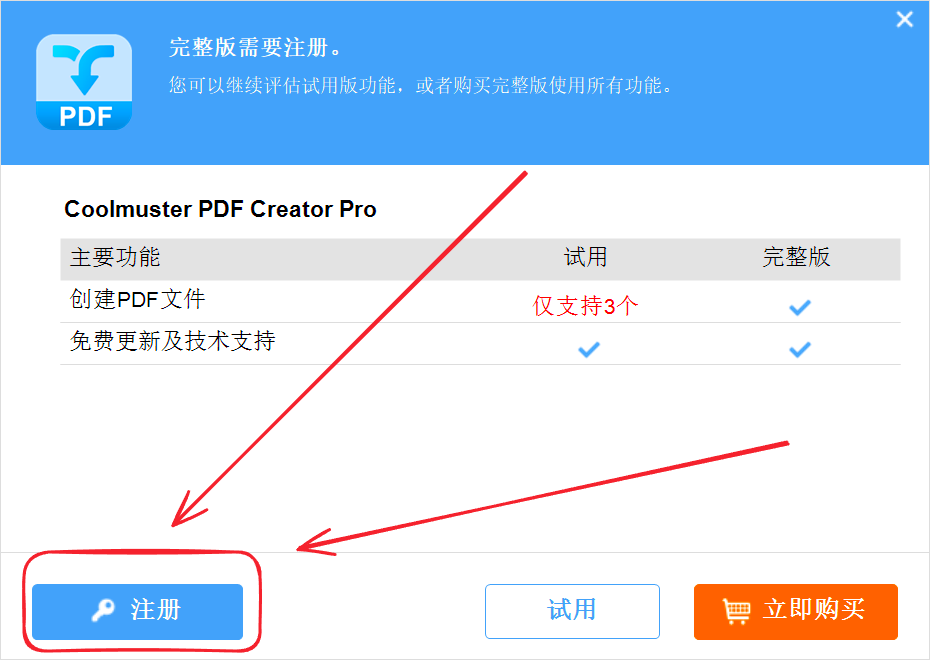 完整版需要注册。
您可以继续评估试用版功能，或者购买完整版使用所有功能。
PDF
Coolmuster PDF Creator Pro
主要功能 试用 完整版
创建PDF文件 仅支持3个
免费更新及技术支持
注册 试用 立即购买